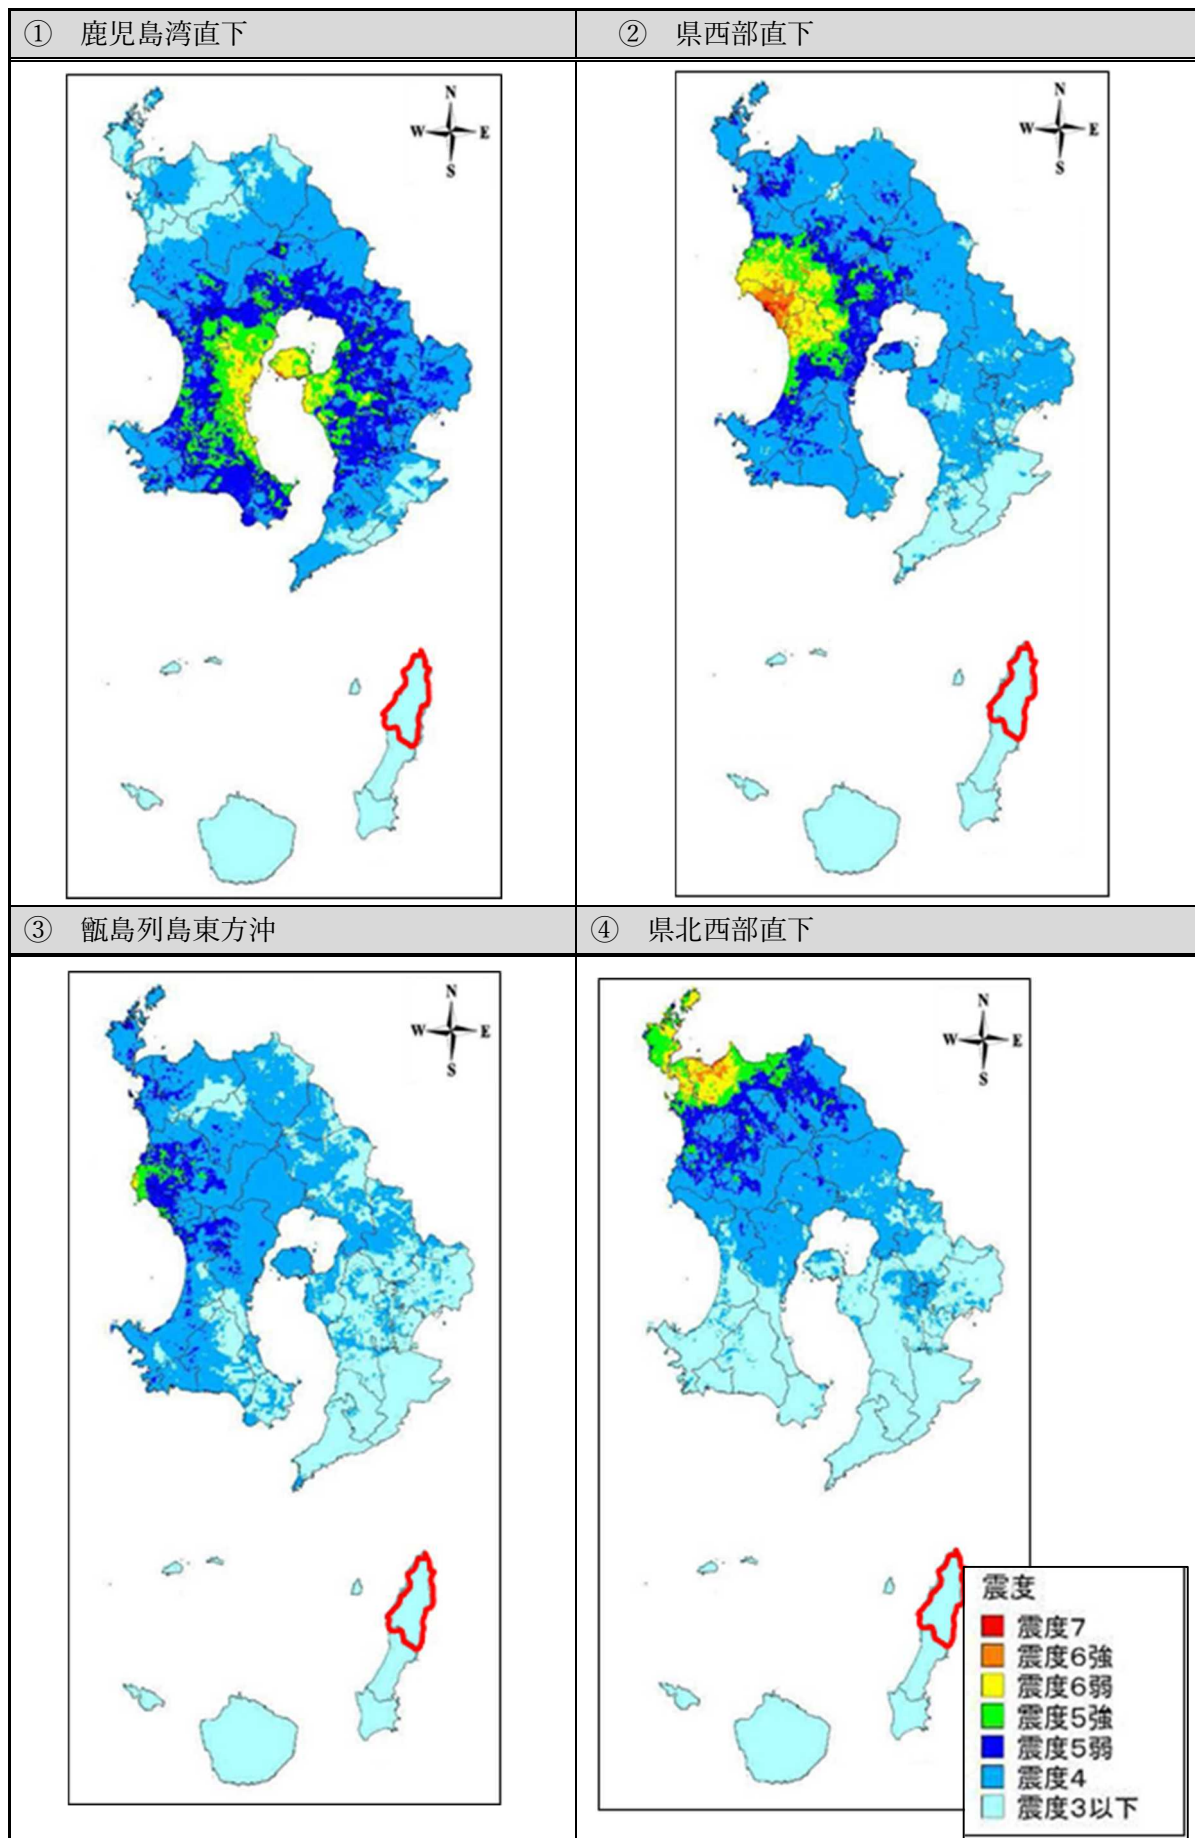 ① 鹿児島湾直下
② 県西部直下
N
W E
S
N
W E
S
③ 甑島列島東方沖
④ 県北西部直下
N
W E
S
N
W E
S
震度
震度7
震度6強
震度6弱
震度5強
震度5弱
震度4
震度3以下